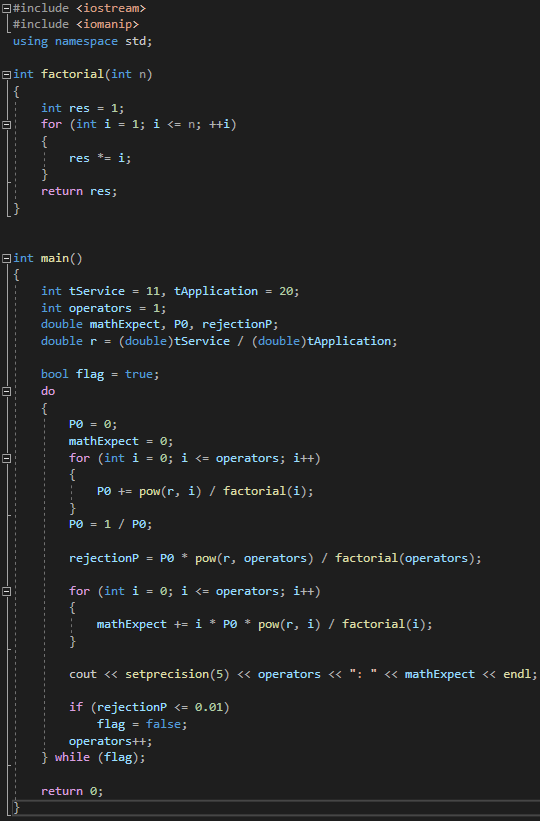 #include <iostream>
#include <iomanip>
using namespace std;
int factorial(int n)
{
int res = 1;
for (int i = 1; i <= n; ++i)
{
res *= i;
}
return res;
}
int main()
{
int tService = 11, tApplication = 20;
int operators = 1;
double mathExpect, P0, rejectionP;
double r = (double)tService / (double)tApplication;
bool flag = true;
do
{
P0 = 0;
mathExpect = 0;
for (int i = 0; i <= operators; i++)
{
P0 += pow(r, i) / factorial(i);
}
P0 = 1 / P0;
rejectionP = P0 * pow(r, operators) / factorial(operators);
for (int i = 0; i <= operators; i++)
{
mathExpect += i * P0 * pow(r, i) / factorial(i);
}
cout << setprecision(5) << operators << ": " << mathExpect << endl;
if (rejectionP <= 0.01)
flag = false;
operators++;
} while (flag);
return 0;
}